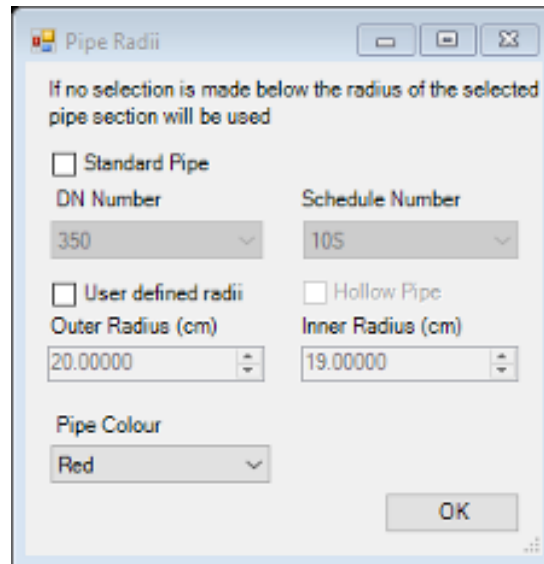 Pipe Radii
If no selection is made below the radius of the selected
pipe section will be used
Standard Pipe
DN Number
Schedule Number
350
10S
User defined radii
Hollow Pipe
Outer Radius (cm)
Inner Radius (cm)
20.00000
19.00000
Pipe Colour
Red
OK